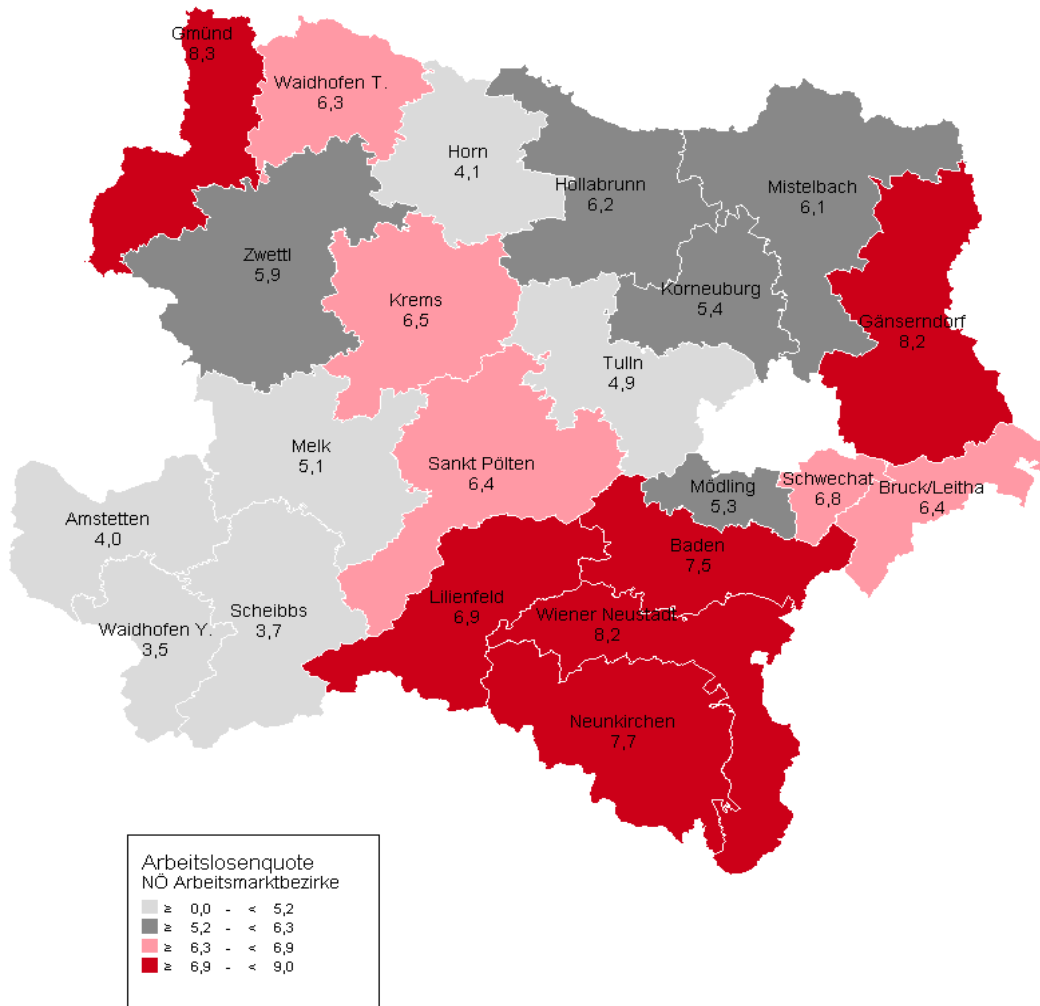 Gmünd
8,3
Waidhofen T.
6,3
Horn
4,1
Hollabrunn
6,2
Mistelbach
6,1
Zwettl
5,9
Krems
6,5
Korneuburg
5,4
Gänserndorf
8,2
Tulln
4,9
Melk
5,1
Sankt Pölten
6,4
Mödling
5,3
Schwechat
6,8
Bruck/Leitha
6,4
Amstetten
4,0
Baden
7,5
Scheibbs
3,7
Lilienfeld
6,9
Wiener Neustadt
8,2
Waidhofen Y.
3,5
Neunkirchen
7,7
Arbeitslosenquote
NÖ Arbeitsmarktbezirke
≥ 0,0 - < 5,2
≥ 5,2 - < 6,3
≥ 6,3 - < 6,9
≥ 6,9 - < 9,0